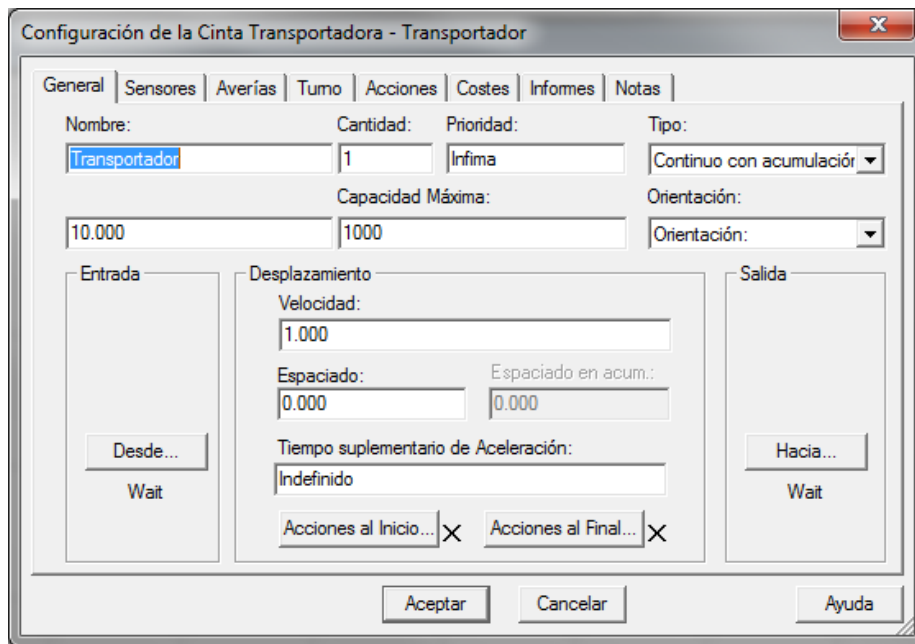 Configuración de la Cinta Transportadora - Transportador
General Sensores Averías Turno Acciones Costes Informes Notas
Nombre: Cantidad: Prioridad: Tipo:
Transportador 1 Infima Continuo con acumulación
Capacidad Máxima: Orientación:
10.000 1000 Orientación:
Entrada Desplazamiento Salida
Velocidad:
1.000
Espaciado: Espaciado en acum.:
0.000 0.000
Desde... Tiempo suplementario de Aceleración: Hacia...
Wait Indefinido Wait
Acciones al Inicio... X Acciones al Final... X
Aceptar Cancelar Ayuda